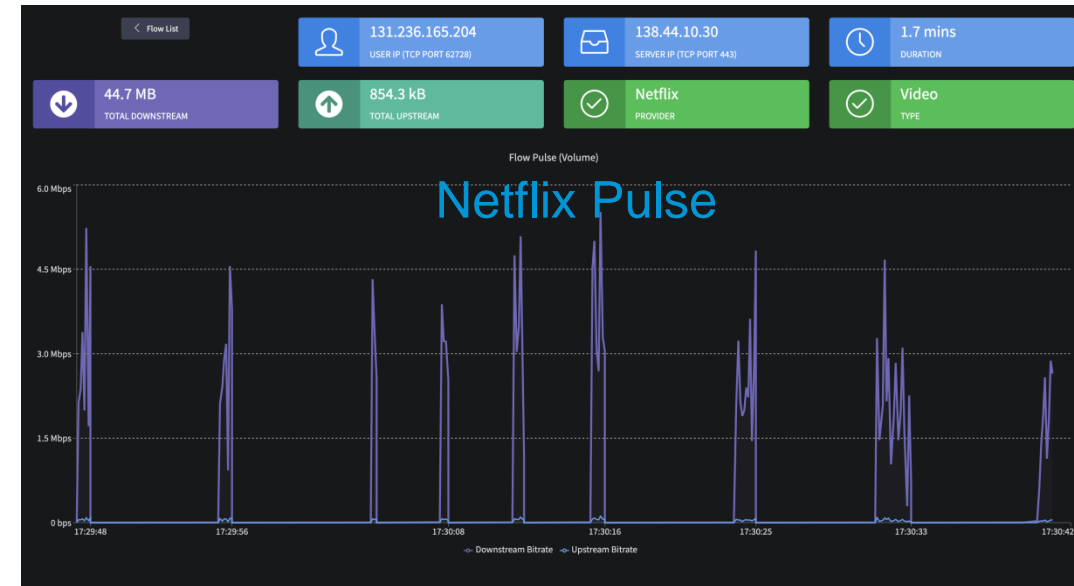 Flow List
131.236.165.204
USER IP (TCP PORT 62728)
138.44.10.30
SERVER IP (TCP PORT 443)
1.7 mins
DURATION
44.7 MB
TOTAL DOWNSTREAM
854.3 kB
TOTAL UPSTREAM
Netflix
PROVIDER
Video
TYPE
Flow Pulse (Volume)
Netflix Pulse
6.0 Mbps
4.5 Mbps
3.0 Mbps
1.5 Mbps
0 bps
17:29:48 17:29:56 17:30:08 17:30:16 17:30:25 17:30:33 17:30:42
Downstream Bitrate Upstream Bitrate